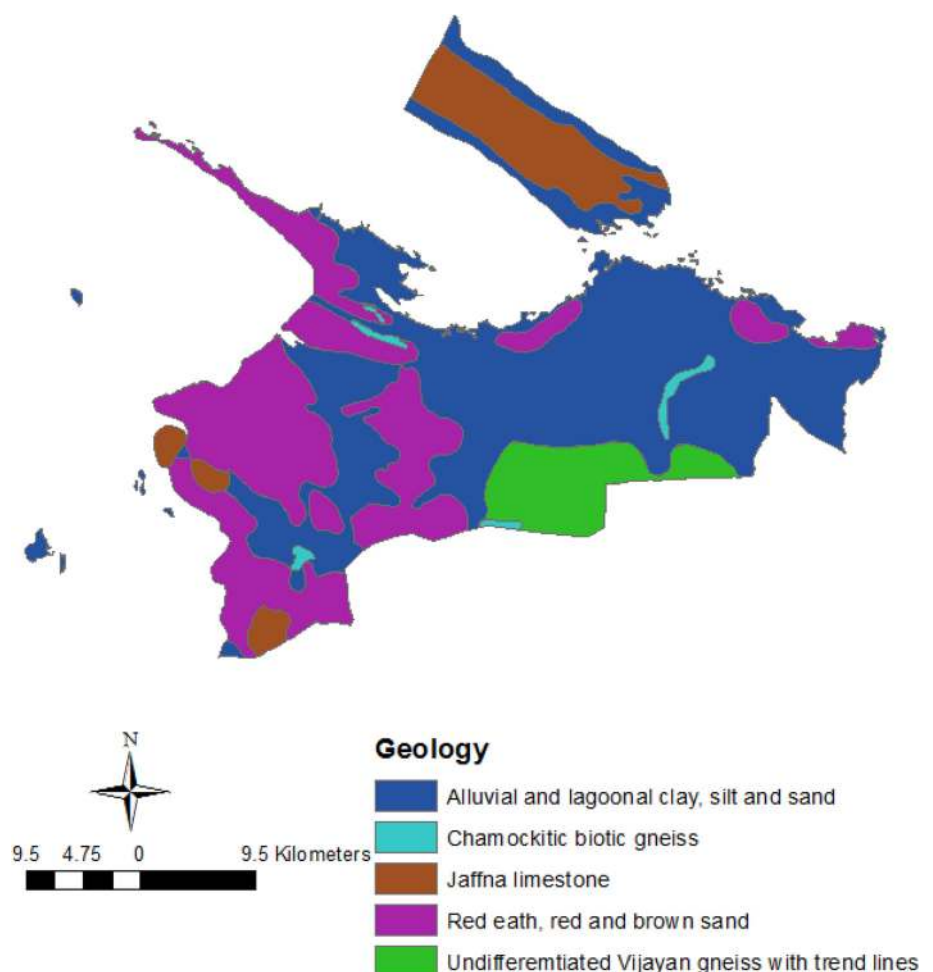 N
9.5 4.75 0 9.5 Kilometers
Geology
Alluvial and lagoonal clay, silt and sand
Chamockitic biotic gneiss
Jaffna limestone
Red eath, red and brown sand
Undifferemtiated Vijayan gneiss with trend lines